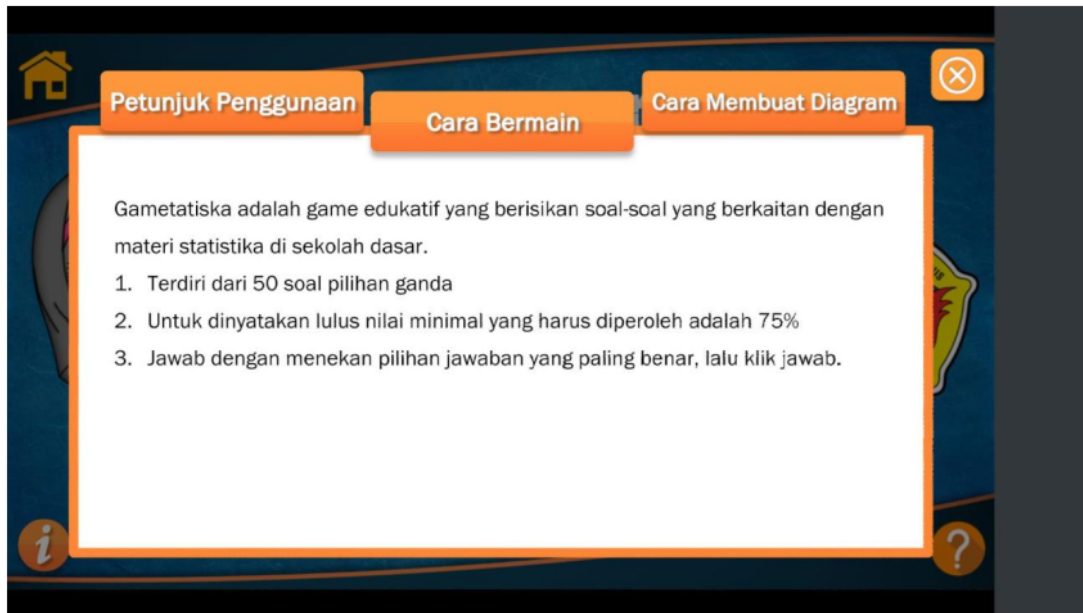 Petunjuk Penggunaan
Cara Bermain
Cara Membuat Diagram
Gametatiska adalah game edukatif yang berisikan soal-soal yang berkaitan dengan
materi statistika di sekolah dasar.
1. Terdiri dari 50 soal pilihan ganda
2. Untuk dinyatakan lulus nilai minimal yang harus diperoleh adalah 75%
3. Jawab dengan menekan pilihan jawaban yang paling benar, lalu klik jawab.
i
?